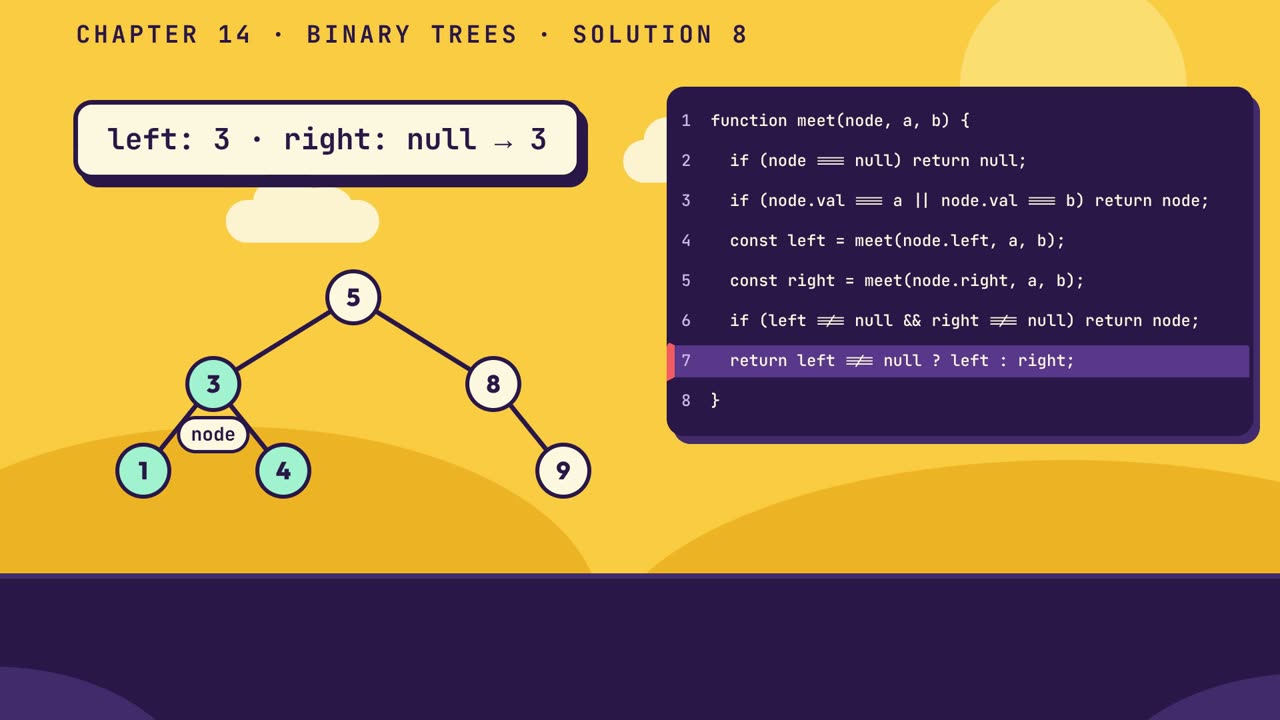 CHAPTER 14 · BINARY TREES · SOLUTION 8
left: 3 · right: null → 3
5
3
8
node
1
4
9
1 function meet(node, a, b) {
2 if (node === null) return null;
3 if (node.val === a || node.val === b) return node;
4 const left = meet(node.left, a, b);
5 const right = meet(node.right, a, b);
6 if (left !== null && right !== null) return node;
7 return left !== null ? left : right;
8 }